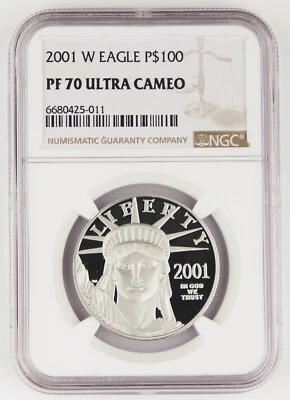 2001 W EAGLE P$100
PF 70 ULTRA CAMEO
6680425-011
NUMISMATIC GUARANTY COMPANY
NGC
LIBERTY
2001
IN GOD
WE
TRUST